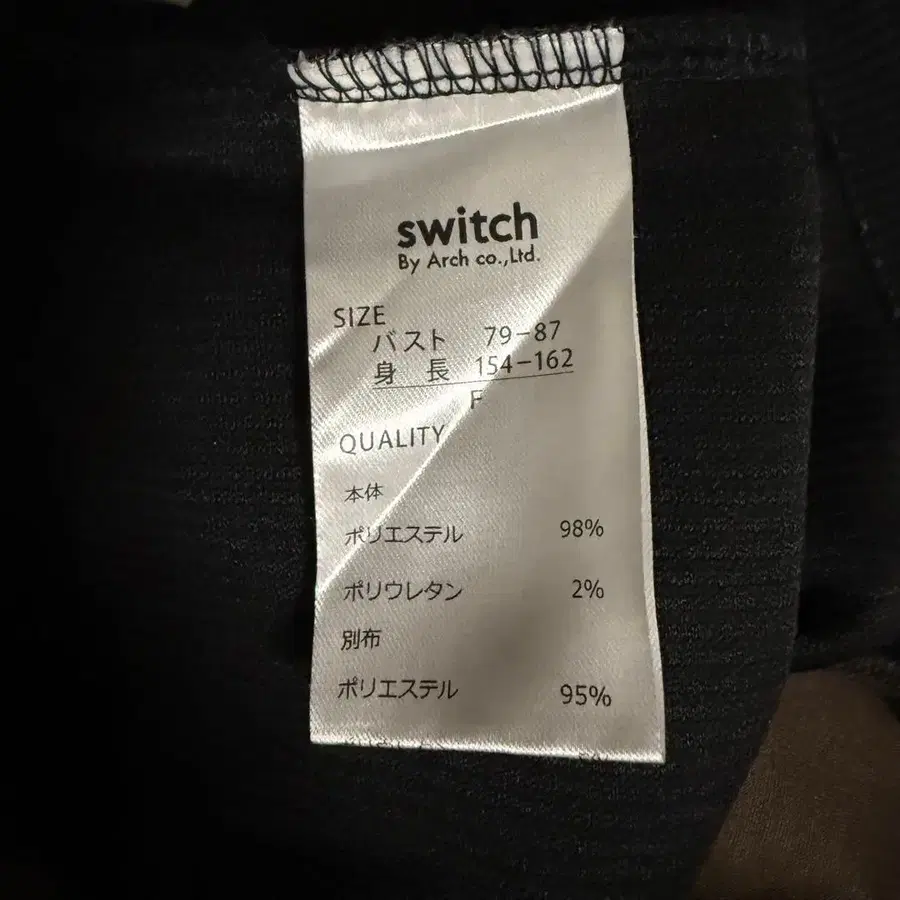 switch
By Arch co.,Ltd.
SIZE
バスト 79-87
身 長 154-162
F
QUALITY
本体
ポリエステル 98%
ポリウレタン 2%
別布
ポリエステル 95%